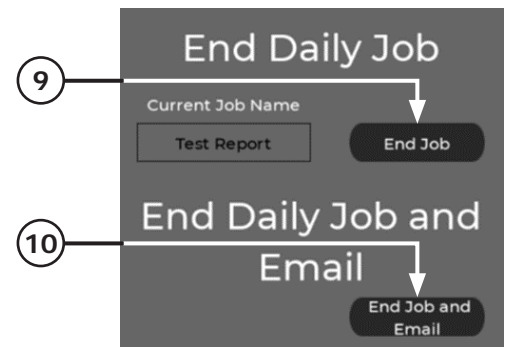 End Daily Job
9
Current Job Name
Test Report
End Job
End Daily Job and
Email
10
End Job and
Email